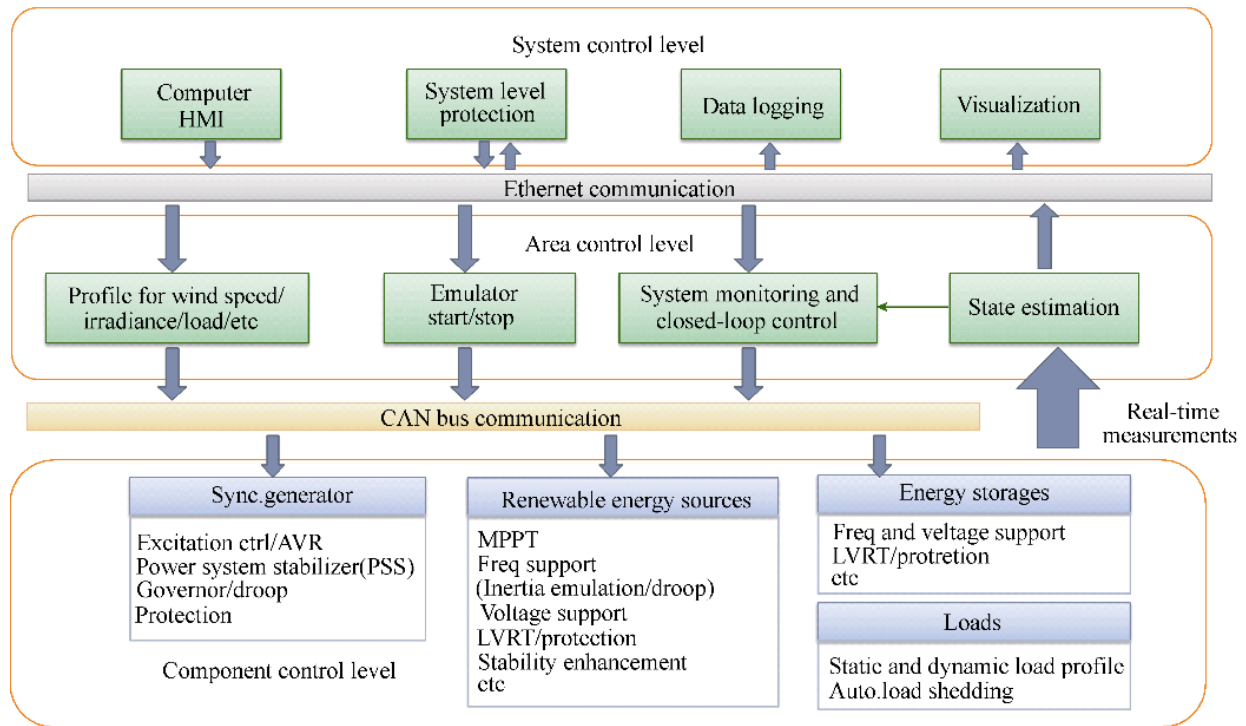 System control level
Computer
HMI
System level
protection
Data logging
Visualization
Ethernet communication
Area control level
Profile for wind speed/
irradiance/load/etc
Emulator
start/stop
System monitoring and
closed-loop control
State estimation
CAN bus communication
Real-time
measurements
Sync.generator
Excitation ctrl/AVR
Power system stabilizer(PSS)
Governor/droop
Protection
Component control level
Renewable energy sources
MPPT
Freq support
(Inertia emulation/droop)
Voltage support
LVRT/protection
Stability enhancement
etc
Energy storages
Freq and voltage support
LVRT/protretion
etc
Loads
Static and dynamic load profile
Auto.load shedding